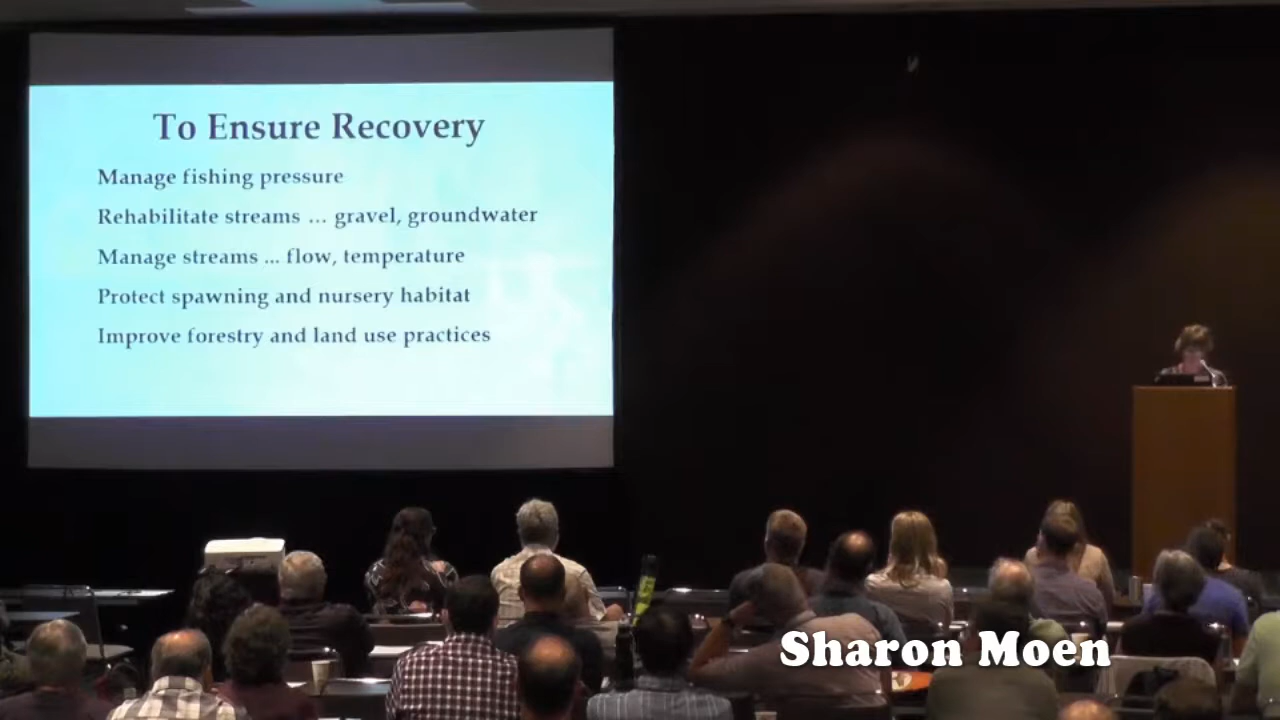 To Ensure Recovery
Manage fishing pressure
Rehabilitate streams ... gravel, groundwater
Manage streams ... flow, temperature
Protect spawning and nursery habitat
Improve forestry and land use practices
Sharon Moen